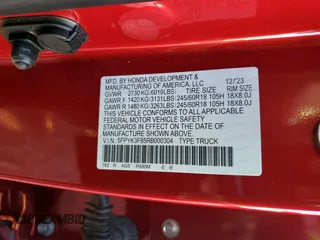 MFD. BY HONDA DEVELOPMENT &
MANUFACTURING OF AMERICA, LLC 12/23
GVWR 2730 KG(6019LBS) TIRE SIZE RIM SIZE
GAWR F 1420 KG(3131LBS) 245/60R18 105H 18X8.0J
GAWR R 1480 KG(3263LBS) 245/60R18 105H 18X8.0J
THIS VEHICLE CONFORMS TO ALL APPLICABLE
FEDERAL MOTOR VEHICLE SAFETY
STANDARDS IN EFFECT ON THE DATE OF
MANUFACTURE SHOWN ABOVE.
V.I.N. 5FPYK3F85RB000304 TYPE:TRUCK